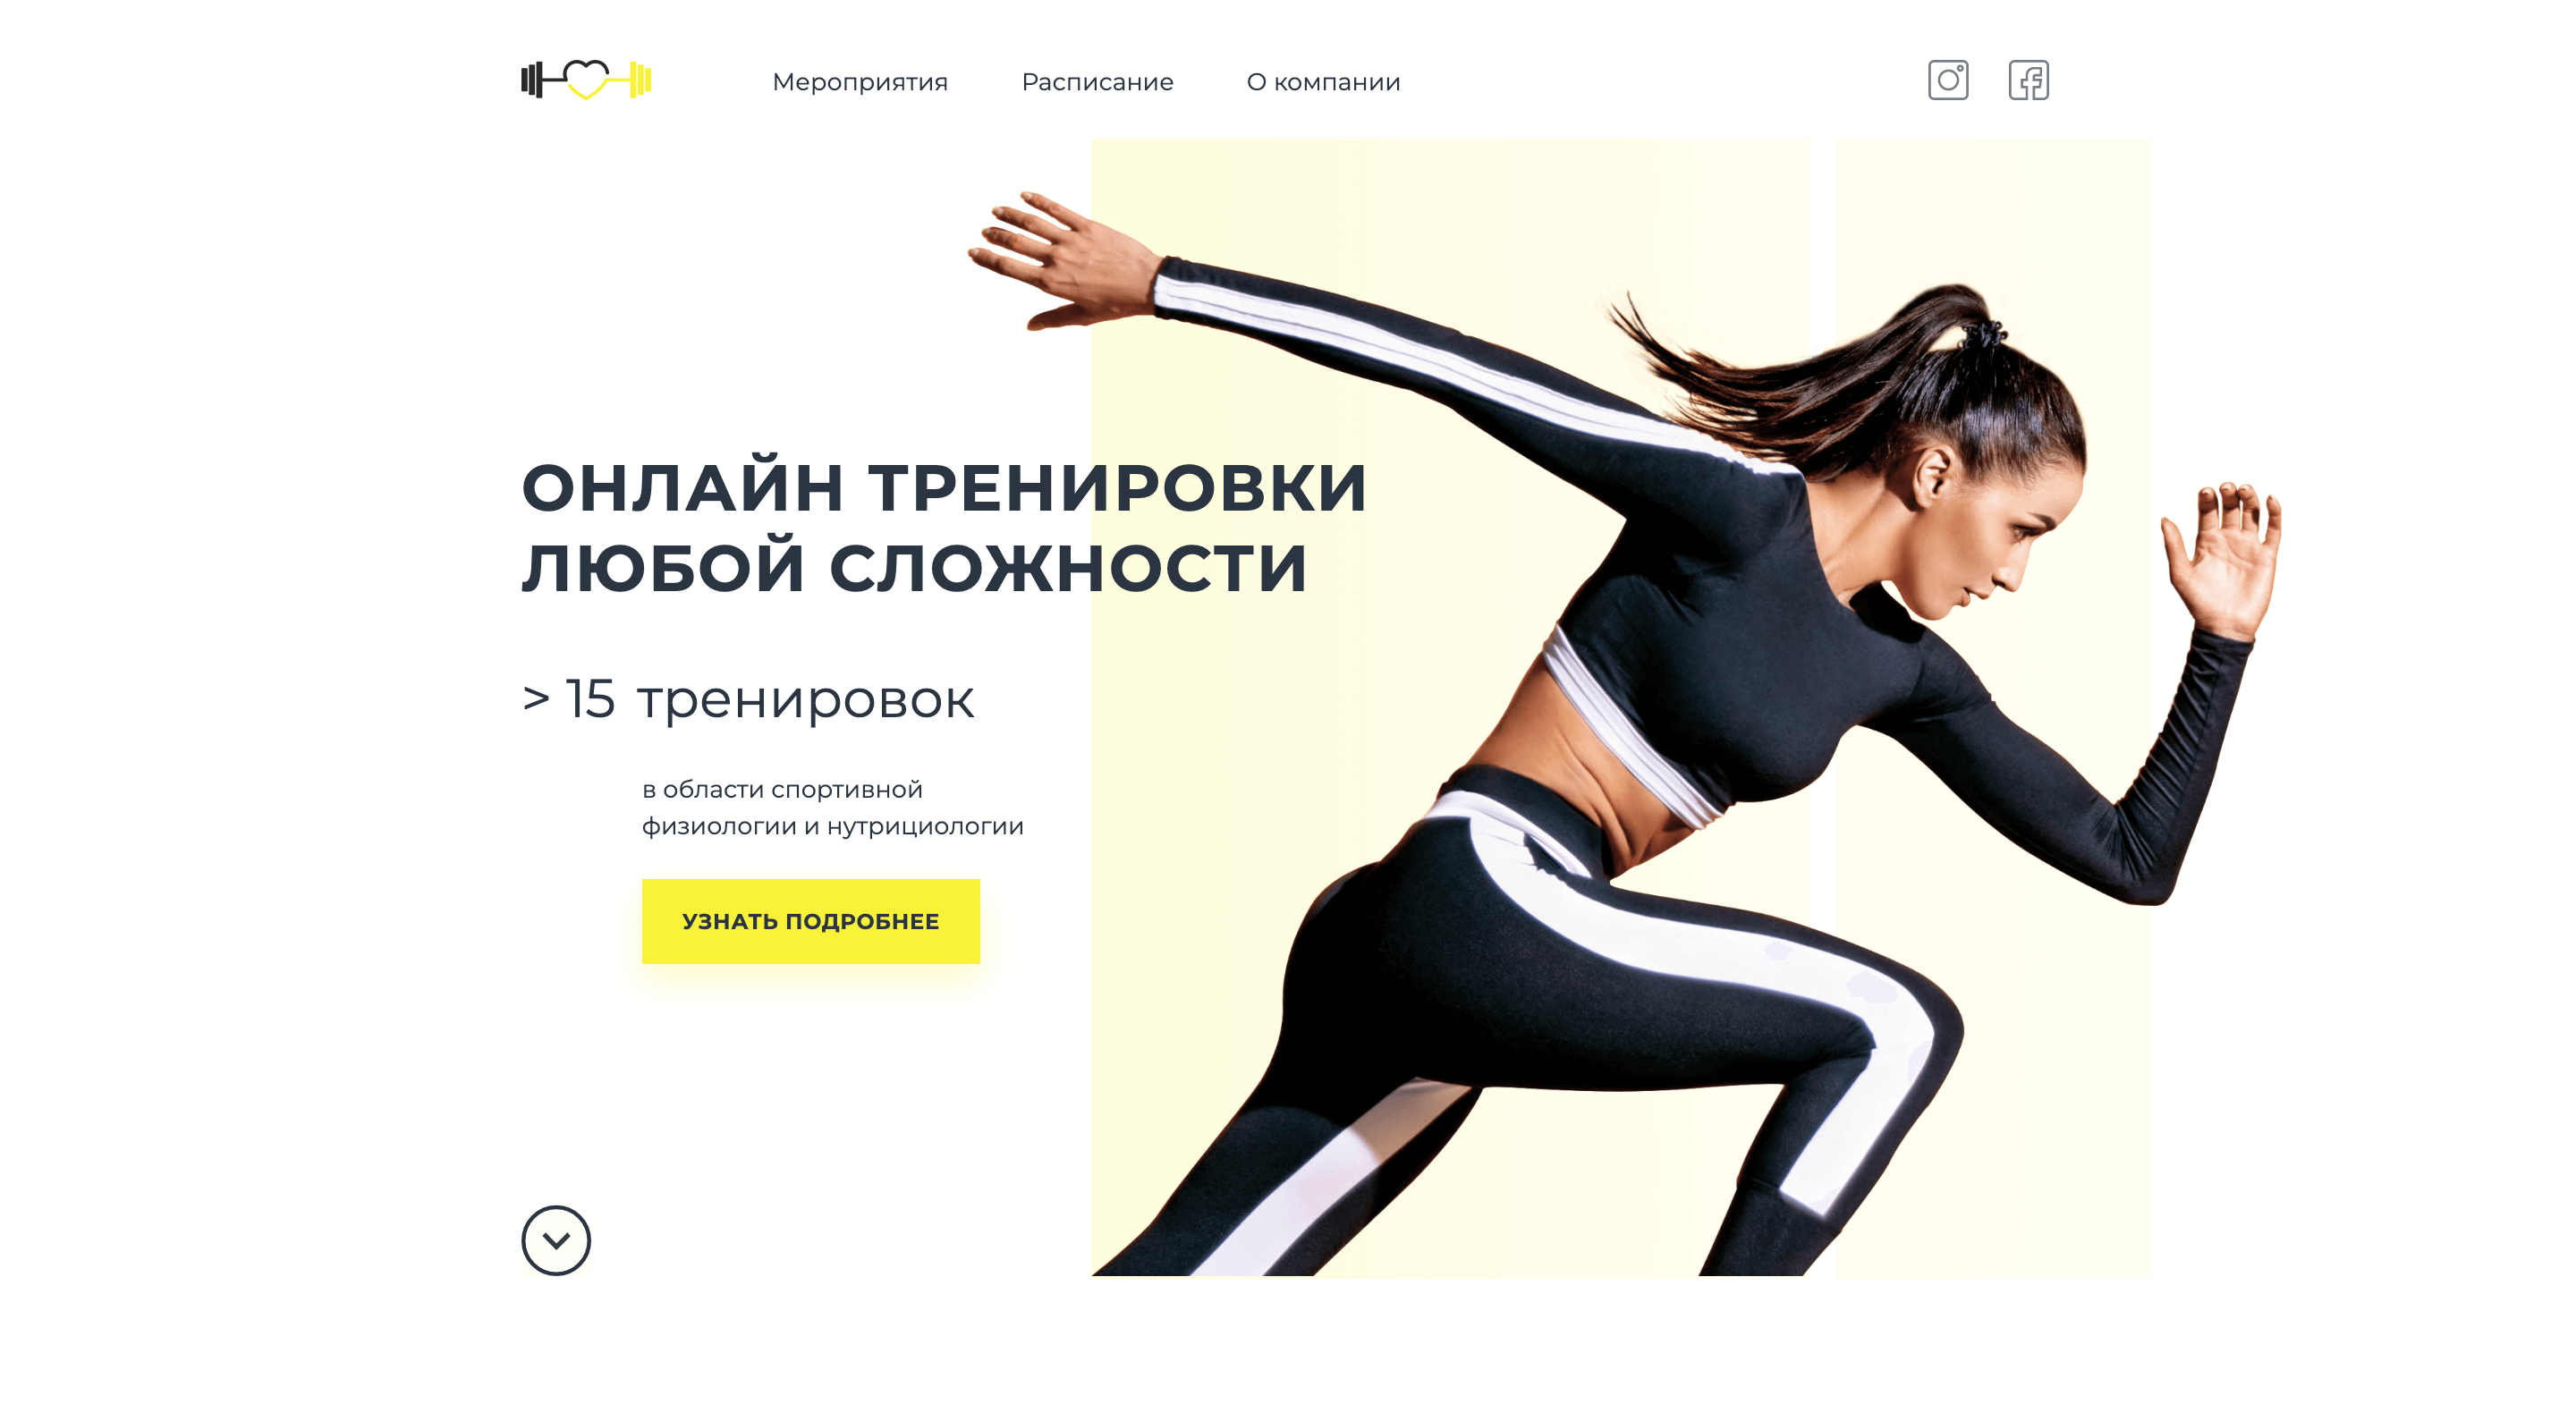 Мероприятия Расписание О компании
ОНЛАЙН ТРЕНИРОВКИ
ЛЮБОЙ СЛОЖНОСТИ
> 15 тренировок
в области спортивной
физиологии и нутрициологии
УЗНАТЬ ПОДРОБНЕЕ